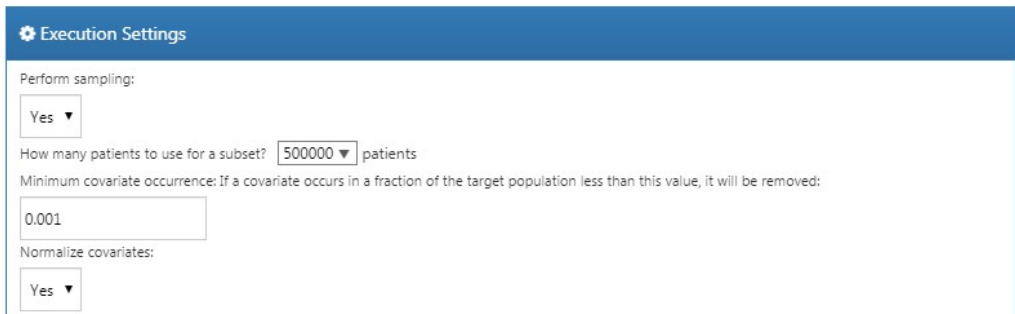 Execution Settings
Perform sampling:
Yes
How many patients to use for a subset? 500000 patients
Minimum covariate occurrence: If a covariate occurs in a fraction of the target population less than this value, it will be removed:
0.001
Normalize covariates:
Yes